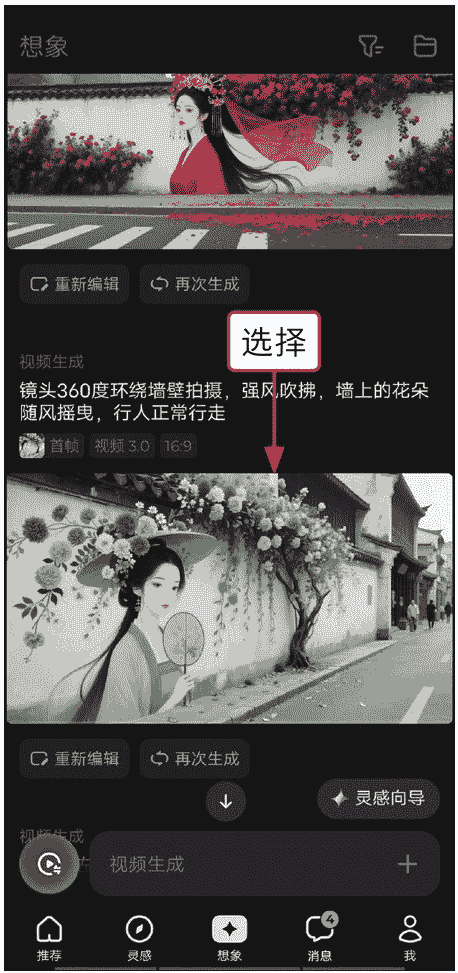 想象
重新编辑
再次生成
选择
视频生成
镜头360度环绕墙壁拍摄，强风吹拂，墙上的花朵
随风摇曳，行人正常行走
首帧
视频 3.0
16:9
重新编辑
再次生成
灵感向导
视频生成
视频生成
推荐
灵感
想象
4
消息
我